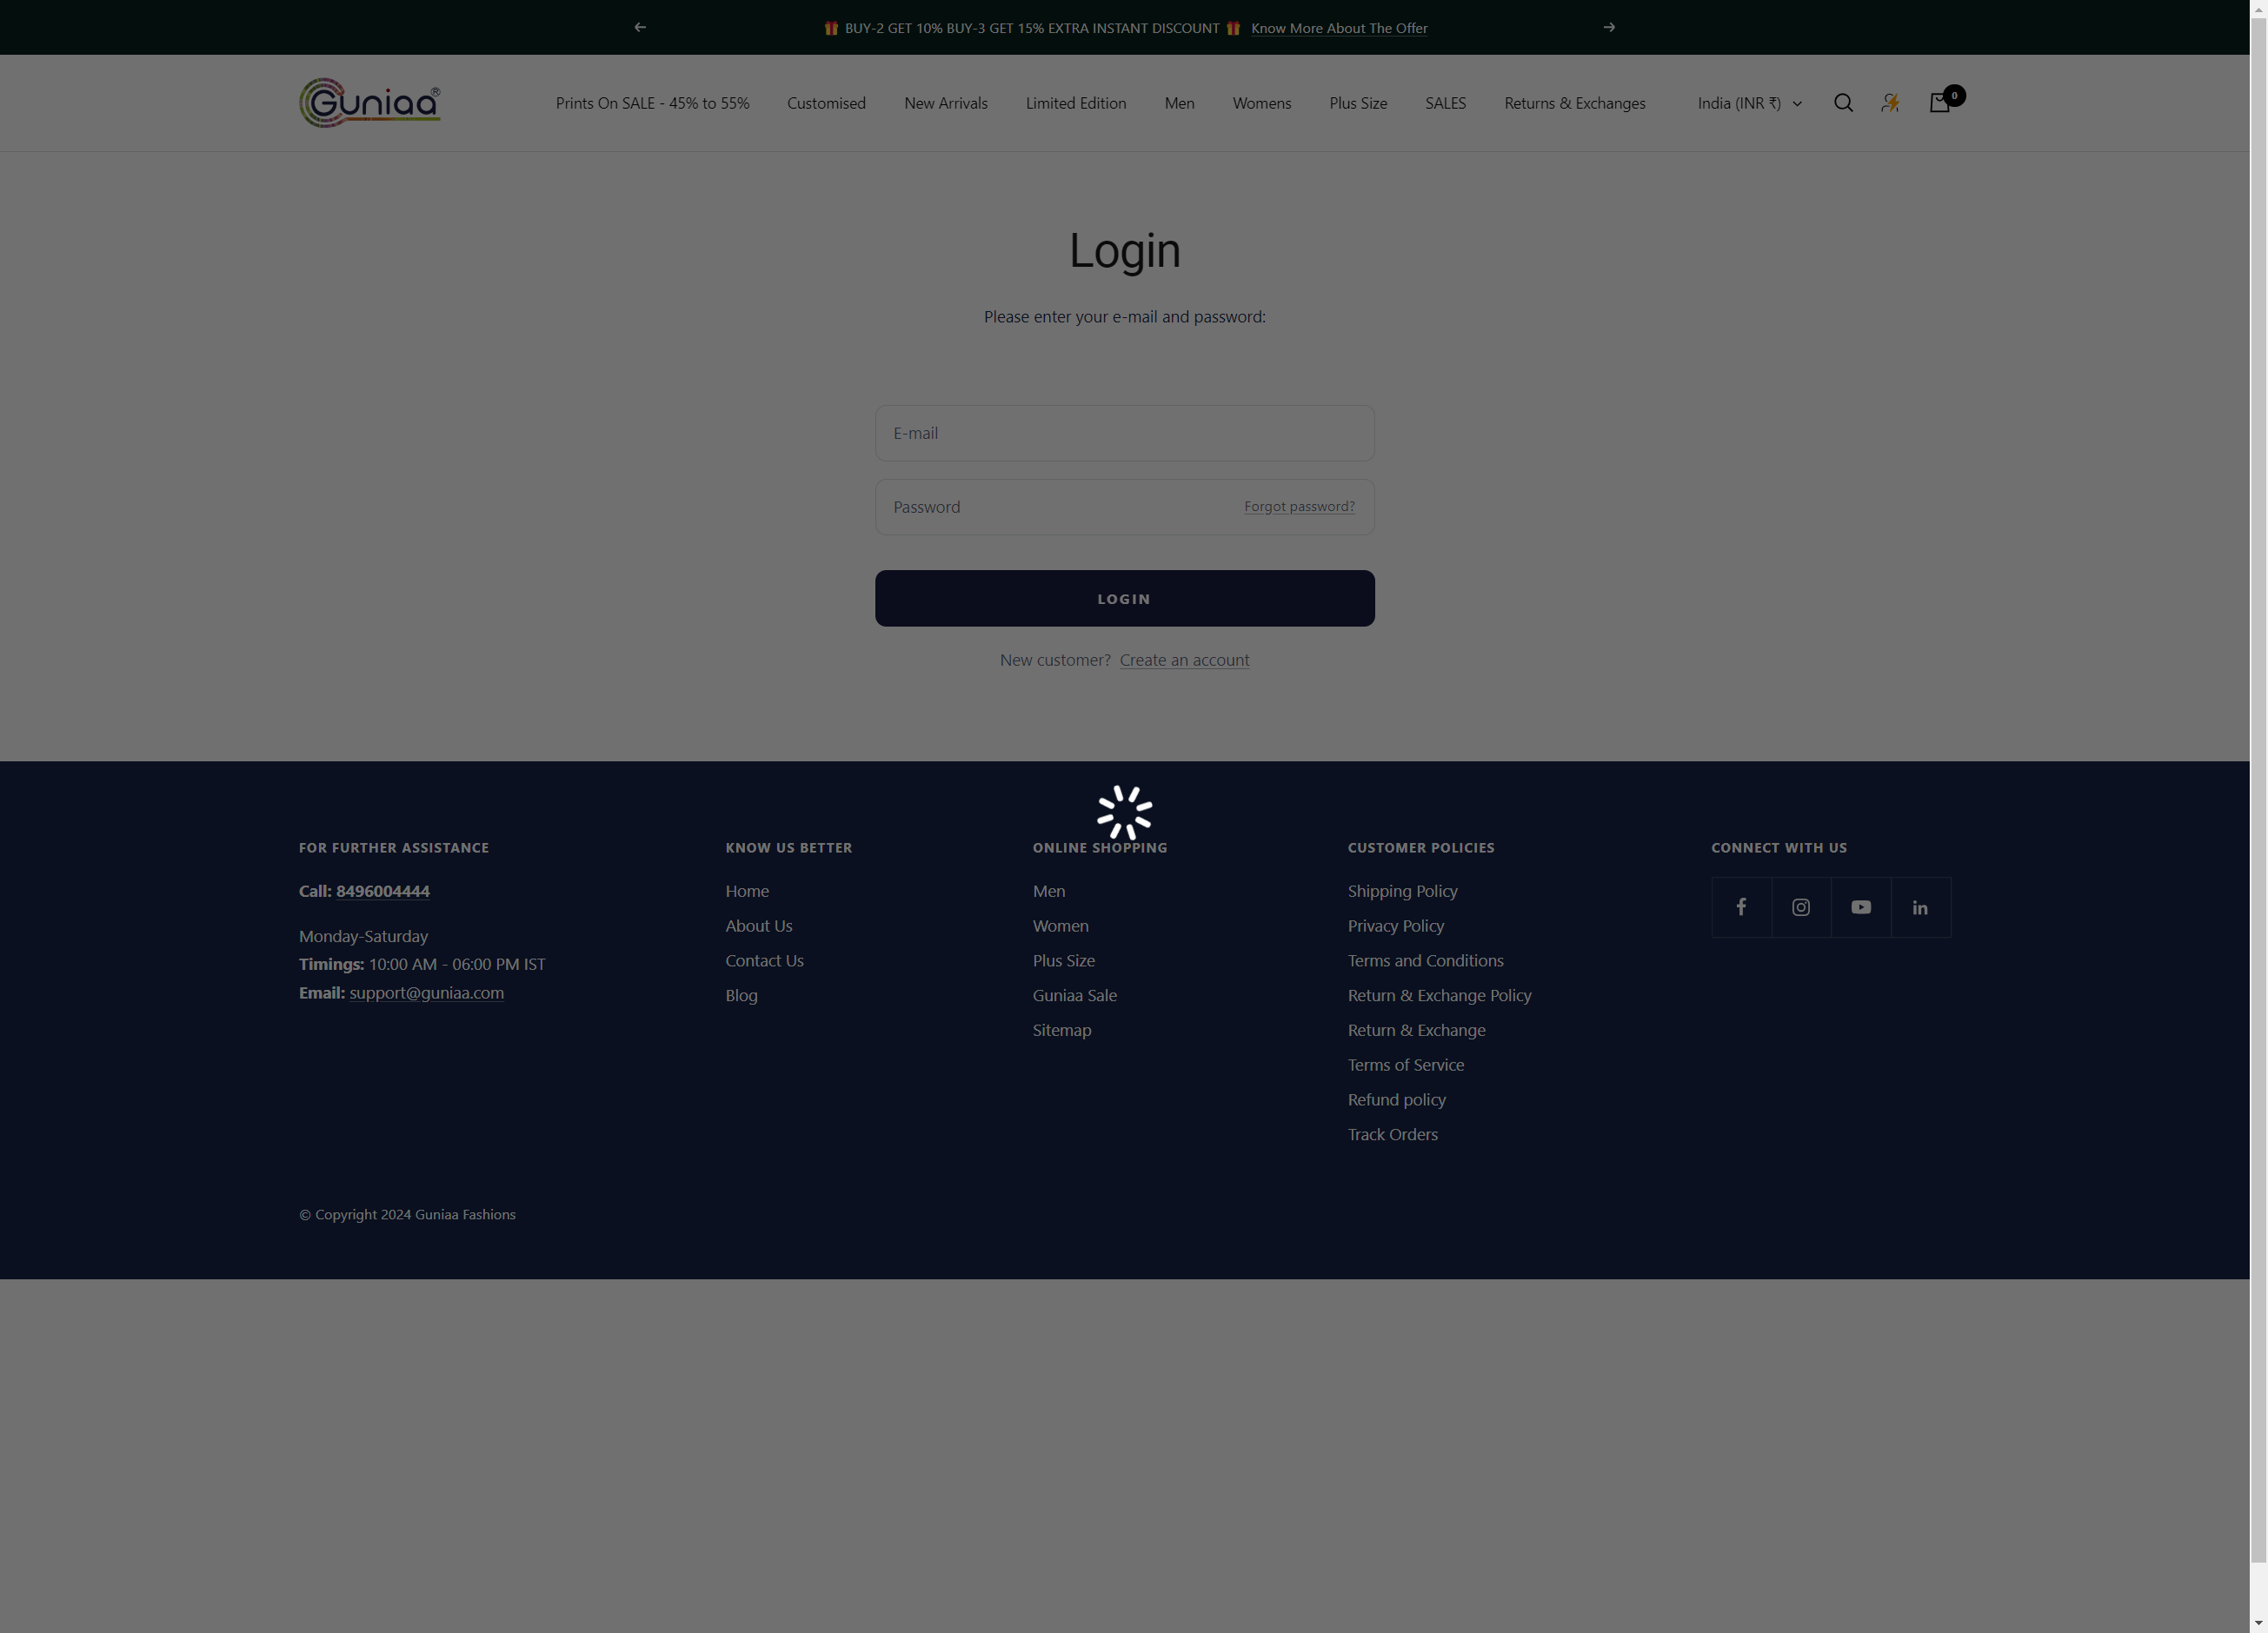 BUY-2 GET 10% BUY-3 GET 15% EXTRA INSTANT DISCOUNT Know More About The Offer
Guniaa®
Prints On SALE - 45% to 55% Customised New Arrivals Limited Edition Men Womens Plus Size SALES Returns & Exchanges India (INR ₹) 0
Login
Please enter your e-mail and password:
E-mail
Password Forgot password?
LOGIN
New customer? Create an account
FOR FURTHER ASSISTANCE
Call: 8496004444
Monday-Saturday
Timings: 10:00 AM - 06:00 PM IST
Email: support@guniaa.com
KNOW US BETTER
Home
About Us
Contact Us
Blog
ONLINE SHOPPING
Men
Women
Plus Size
Guniaa Sale
Sitemap
CUSTOMER POLICIES
Shipping Policy
Privacy Policy
Terms and Conditions
Return & Exchange Policy
Return & Exchange
Terms of Service
Refund policy
Track Orders
CONNECT WITH US
© Copyright 2024 Guniaa Fashions